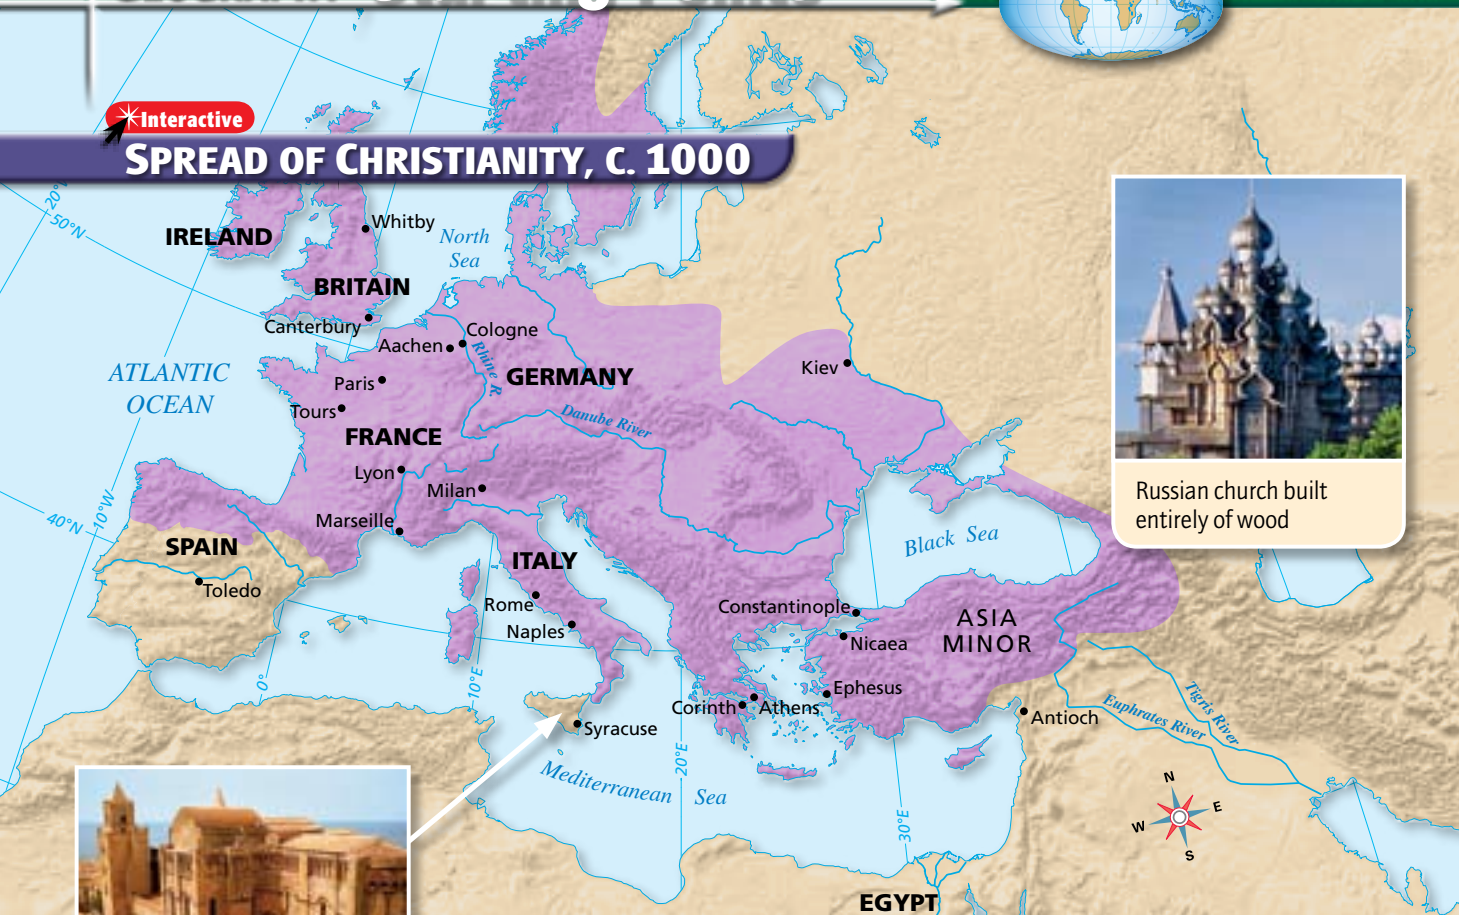 Interactive
SPREAD OF CHRISTIANITY, C. 1000
20°
50°N
IRELAND
Whitby
North
Sea
BRITAIN
Canterbury
Cologne
Aachen
Rhine R.
ATLANTIC
OCEAN
Paris
GERMANY
Kiev
Tours
Danube River
FRANCE
Lyon
Milan
10°W
40°N
Marseille
SPAIN
Toledo
ITALY
Black Sea
Rome
Naples
Constantinople
Nicaea
ASIA
MINOR
0°
10°E
Ephesus
Corinth
Athens
Syracuse
Antioch
Tigris River
Euphrates River
20°E
Mediterranean Sea
30°E
N
E
W
S
EGYPT
Russian church built
entirely of wood